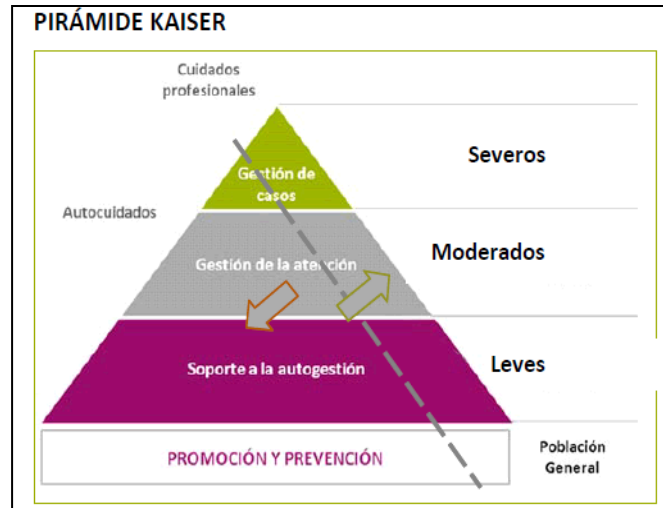 PIRÁMIDE KAISER
Cuidados
profesionales
Severos
Gestión de
casos
Autocuidados
Moderados
Gestión de la atención
Leves
Soporte a la autogestión
Población
General
PROMOCIÓN Y PREVENCIÓN